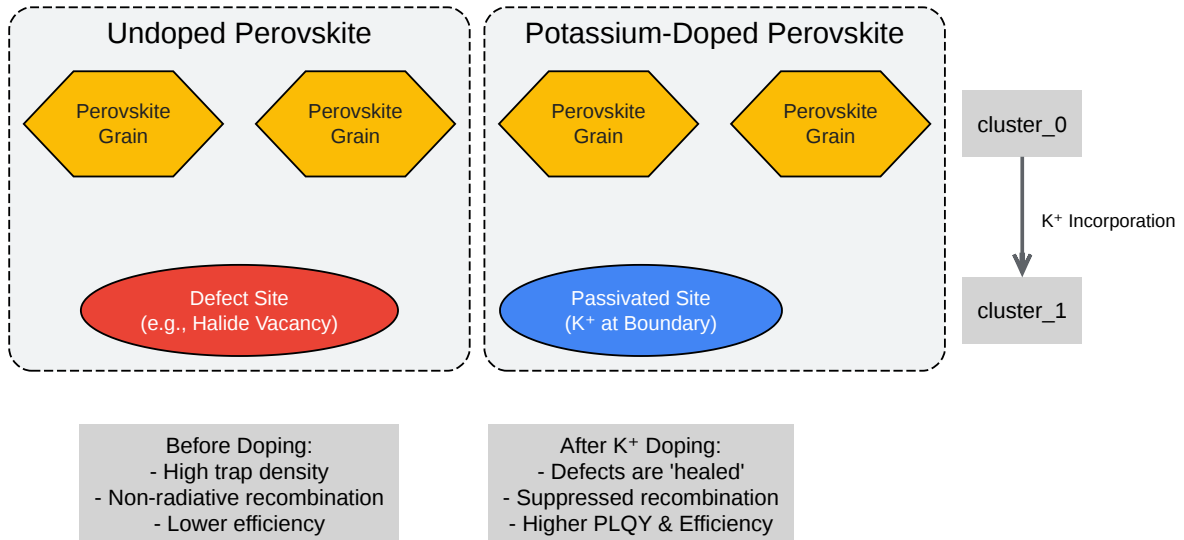 Undoped Perovskite
Potassium-Doped Perovskite
Perovskite
Grain
Perovskite
Grain
Perovskite
Grain
Perovskite
Grain
cluster_0
K⁺ Incorporation
Defect Site
(e.g., Halide Vacancy)
Passivated Site
(K⁺ at Boundary)
cluster_1
Before Doping:
- High trap density
- Non-radiative recombination
- Lower efficiency
After K⁺ Doping:
- Defects are 'healed'
- Suppressed recombination
- Higher PLQY & Efficiency